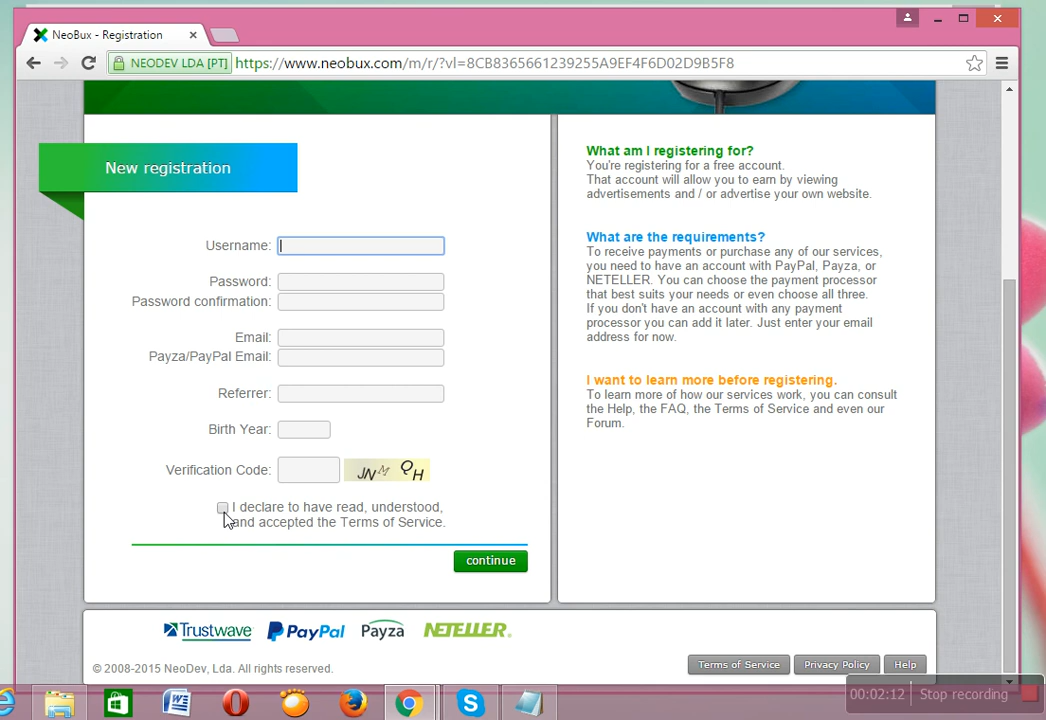 NeoBux - Registration
NEODEV LDA [PT] https://www.neobux.com/m/r/?vl=8CB8365661239255A9EF4F6D02D9B5F8
New registration
Username:
Password:
Password confirmation:
Email:
Payza/PayPal Email:
Referrer:
Birth Year:
Verification Code:
JNMQH
I declare to have read, understood,
and accepted the Terms of Service.
continue
What am I registering for?
You're registering for a free account.
That account will allow you to earn by viewing
advertisements and / or advertise your own website.
What are the requirements?
To receive payments or purchase any of our services,
you need to have an account with PayPal, Payza, or
NETELLER. You can choose the payment processor
that best suits your needs or even choose all three.
If you don't have an account with any payment
processor you can add it later. Just enter your email
address for now.
I want to learn more before registering.
To learn more of how our services work, you can consult
the Help, the FAQ, the Terms of Service and even our
Forum.
Trustwave PayPal Payza NETELLER
© 2008-2015 NeoDev, Lda. All rights reserved.
Terms of Service Privacy Policy Help
00:02:12 Stop recording